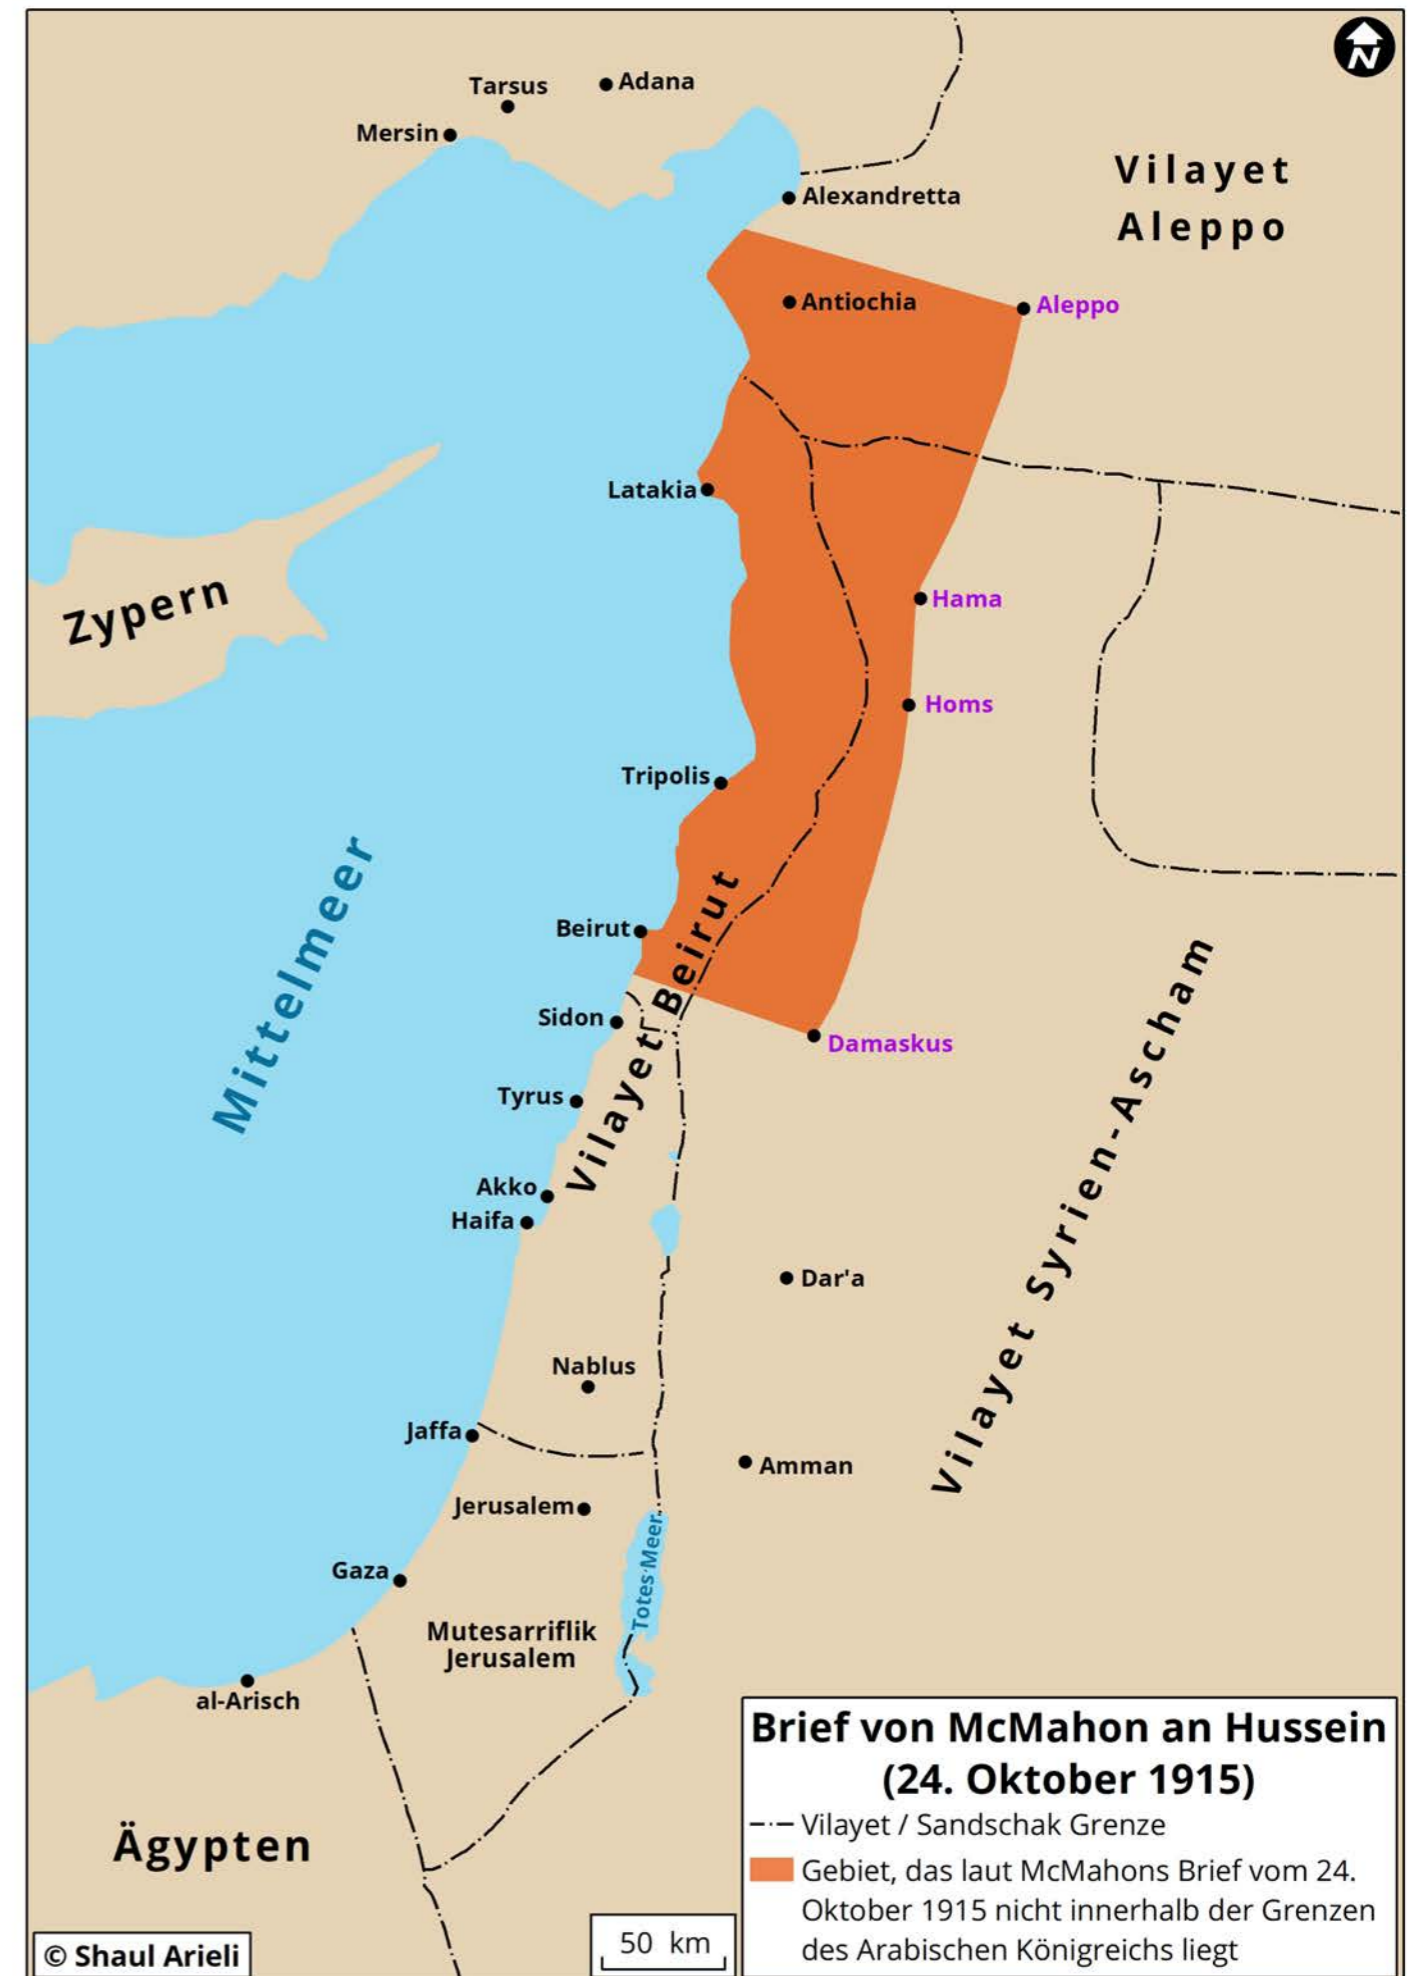 N
Tarsus
Adana
Mersin
Vilayet
Aleppo
Alexandretta
Antiochia
Aleppo
Latakia
Zypern
Hama
Homs
Tripolis
Mittelmeer
Beirut
Vilayet Beirut
Sidon
Damaskus
Vilayet Syrien-Ascham
Tyrus
Akko
Haifa
Dar'a
Nablus
Jaffa
Amman
Jerusalem
Totes Meer
Gaza
Mutesarriflik
Jerusalem
al-Arisch
Ägypten
Brief von McMahon an Hussein
(24. Oktober 1915)
Vilayet / Sandschak Grenze
Gebiet, das laut McMahons Brief vom 24.
Oktober 1915 nicht innerhalb der Grenzen
des Arabischen Königreichs liegt
50 km
© Shaul Arieli